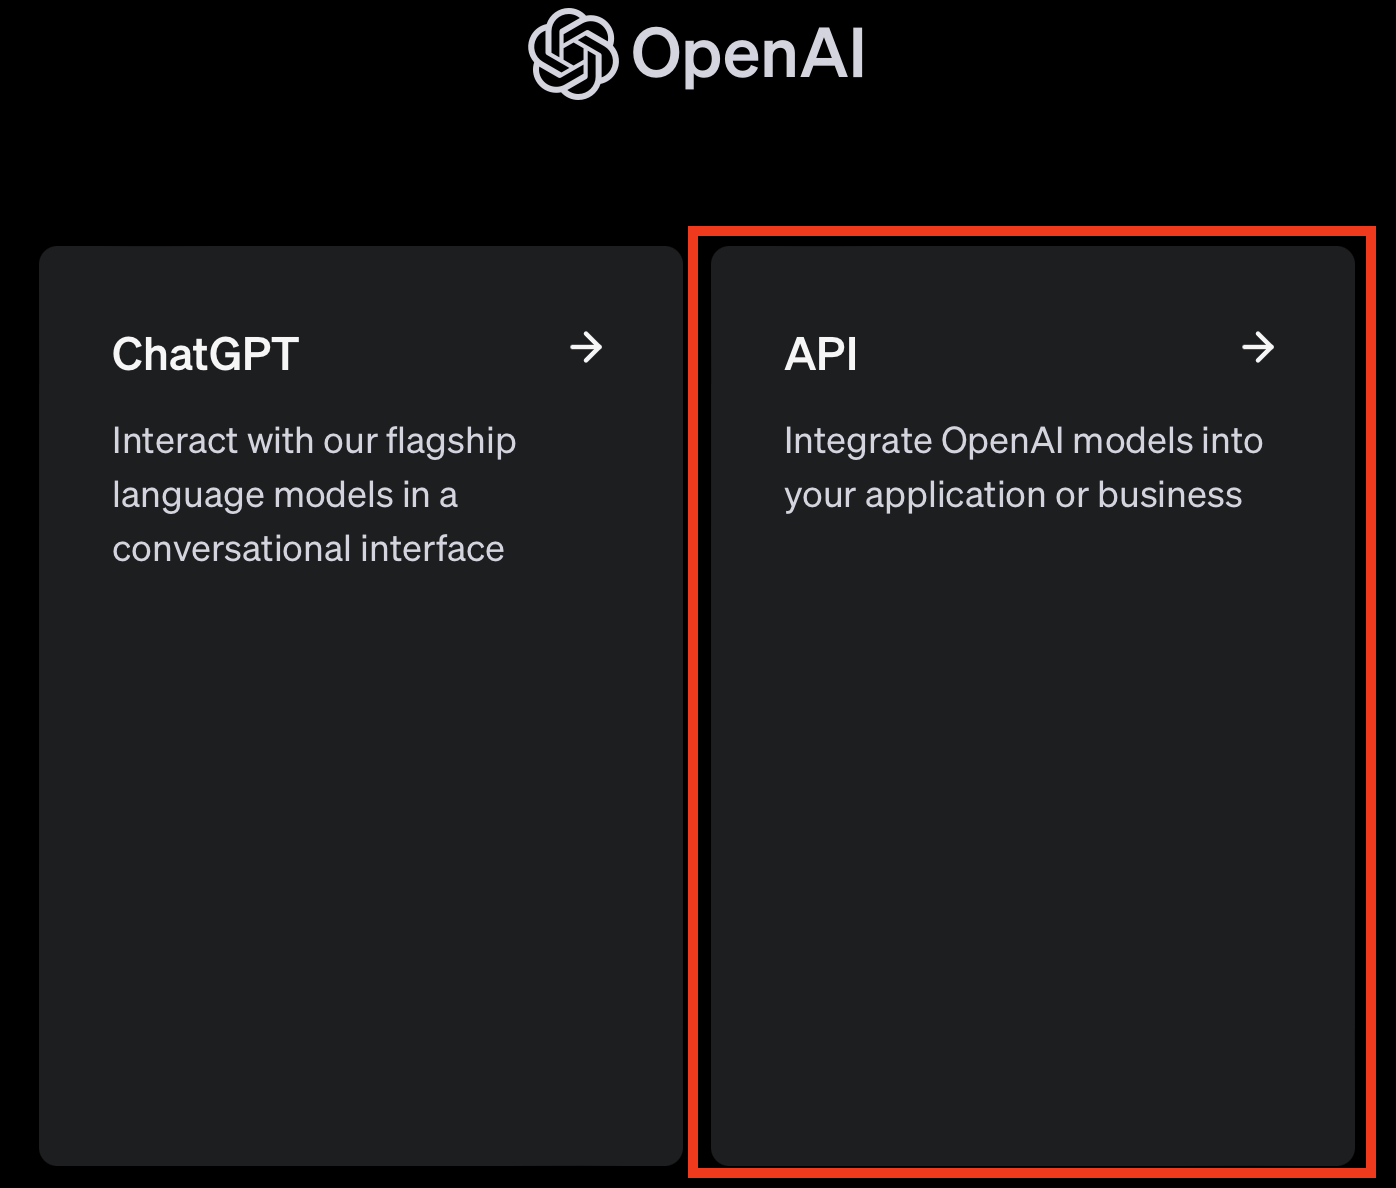 OpenAI
ChatGPT
Interact with our flagship
language models in a
conversational interface
API
Integrate OpenAI models into
your application or business